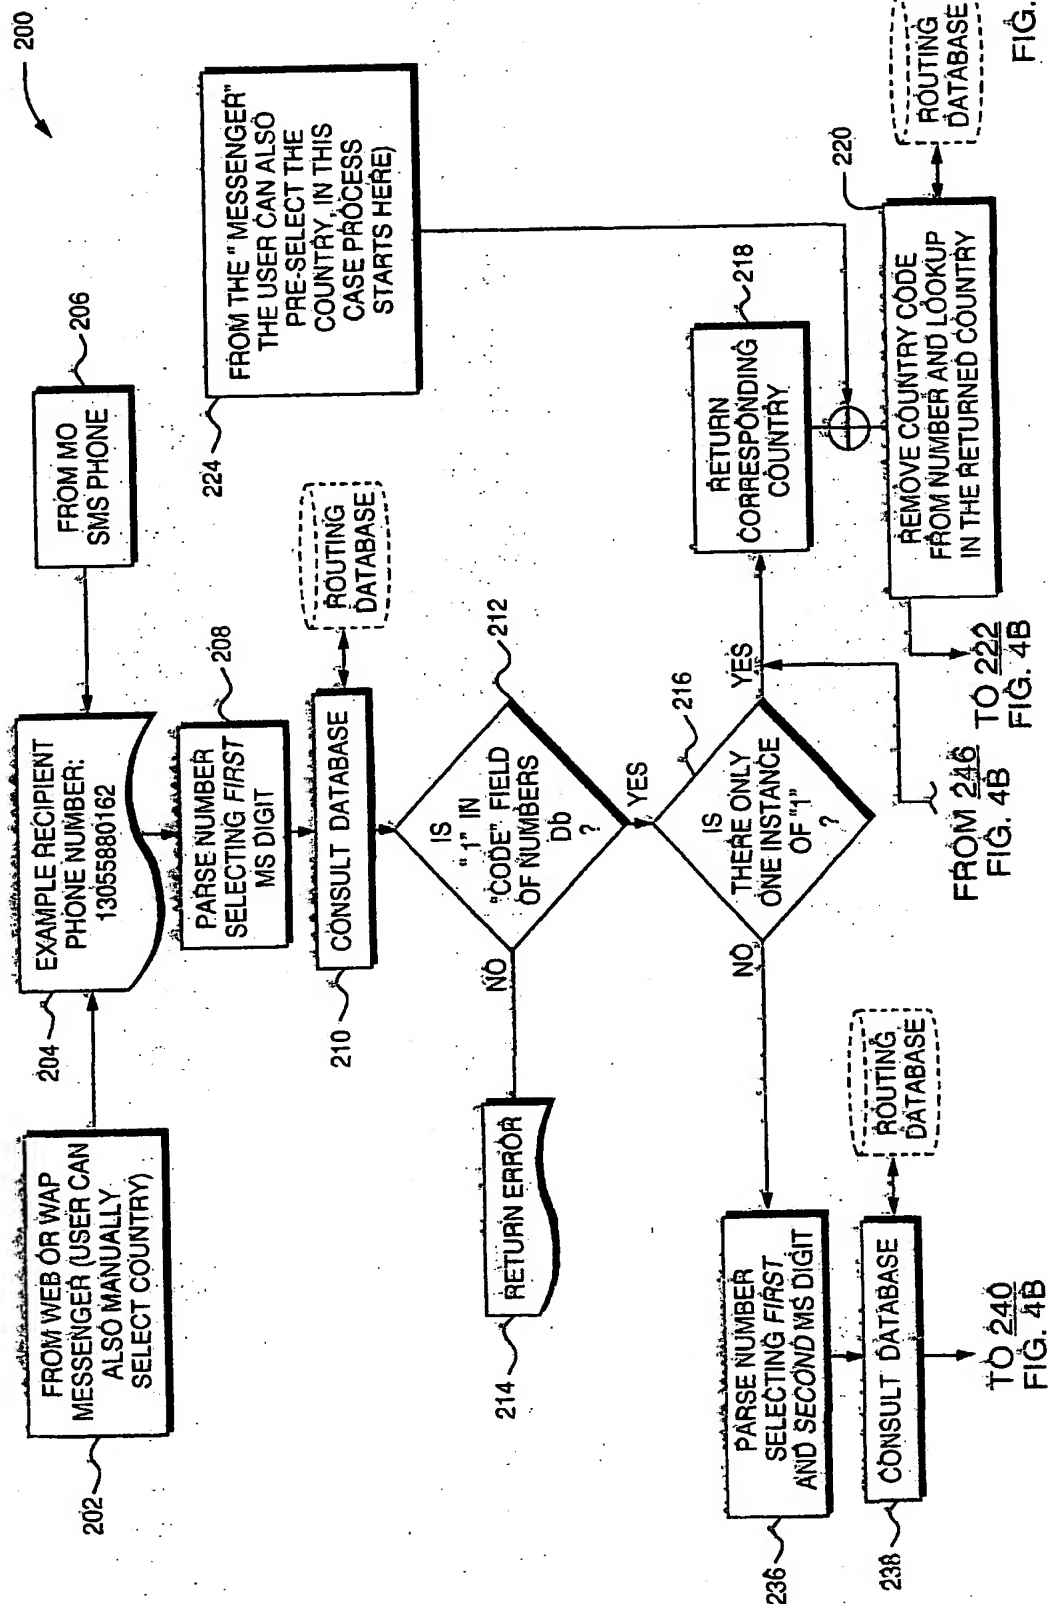 200
FROM WEB OR WAP
MESSENGER (USER CAN
ALSO MANUALLY
SELECT COUNTRY)
202
EXAMPLE RECIPIENT
PHONE NUMBER:
13055880162
204
FROM MO
SMS PHONE
206
PARSE NUMBER
SELECTING FIRST
MS DIGIT
208
FROM THE "MESSENGER"
THE USER CAN ALSO
PRE-SELECT THE
COUNTRY, IN THIS
CASE PROCESS
STARTS HERE)
224
CONSULT DATABASE
210
ROUTING
DATABASE
IS
"1" IN
"CODE" FIELD
OF NUMBERS
Db
?
212
NO
YES
RETURN ERROR
214
IS
THERE ONLY
ONE INSTANCE
OF "1"
?
216
NO
YES
RETURN
CORRESPONDING
COUNTRY
218
PARSE NUMBER
SELECTING FIRST
AND SECOND MS DIGIT
236
CONSULT DATABASE
238
ROUTING
DATABASE
REMOVE COUNTRY CODE
FROM NUMBER AND LOOKUP
IN THE RETURNED COUNTRY
220
ROUTING
DATABASE
TO 240
FIG. 4B
FROM 246
FIG. 4B
TO 222
FIG. 4B
FIG.